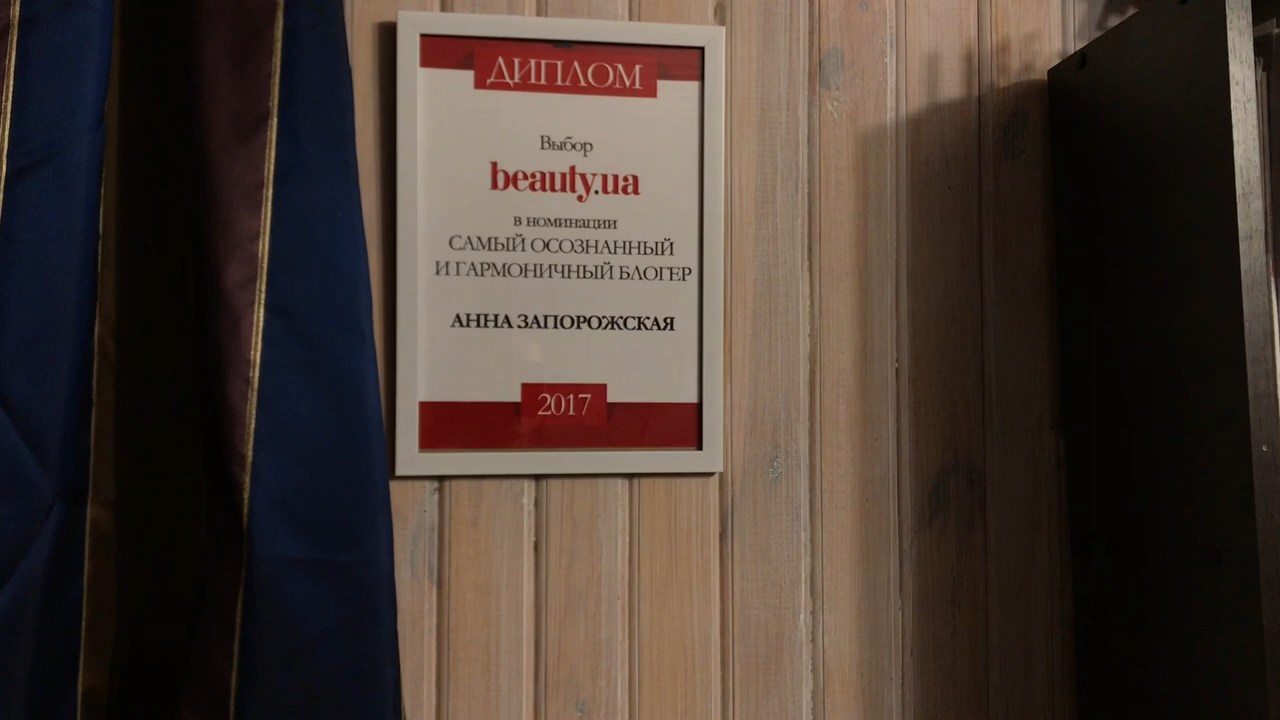 ДИПЛОМ
Выбор
beauty.ua
в номинации
САМЫЙ ОСОЗНАННЫЙ
И ГАРМОНИЧНЫЙ БЛОГЕР
АННА ЗАПОРОЖСКАЯ
2017